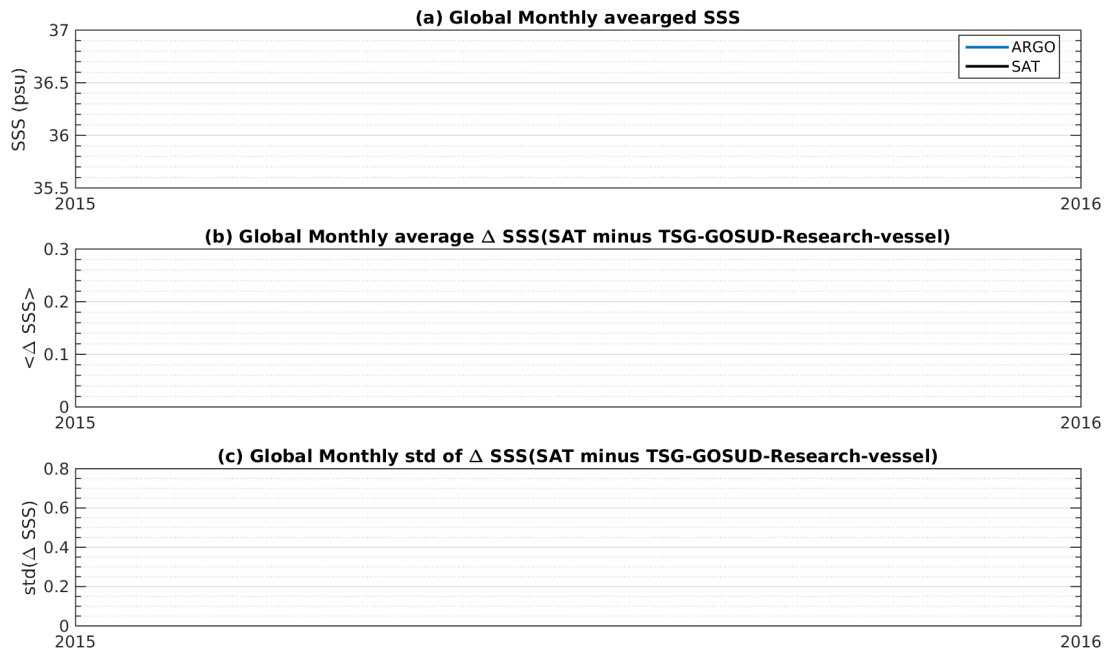 (a) Global Monthly avearged SSS
37
36.5
36
35.5
SSS (psu)
ARGO
SAT
2015
2016
(b) Global Monthly average Δ SSS(SAT minus TSG-GOSUD-Research-vessel)
0.3
0.2
0.1
0
<Δ SSS>
2015
2016
(c) Global Monthly std of Δ SSS(SAT minus TSG-GOSUD-Research-vessel)
0.8
0.6
0.4
0.2
0
std(Δ SSS)
2015
2016